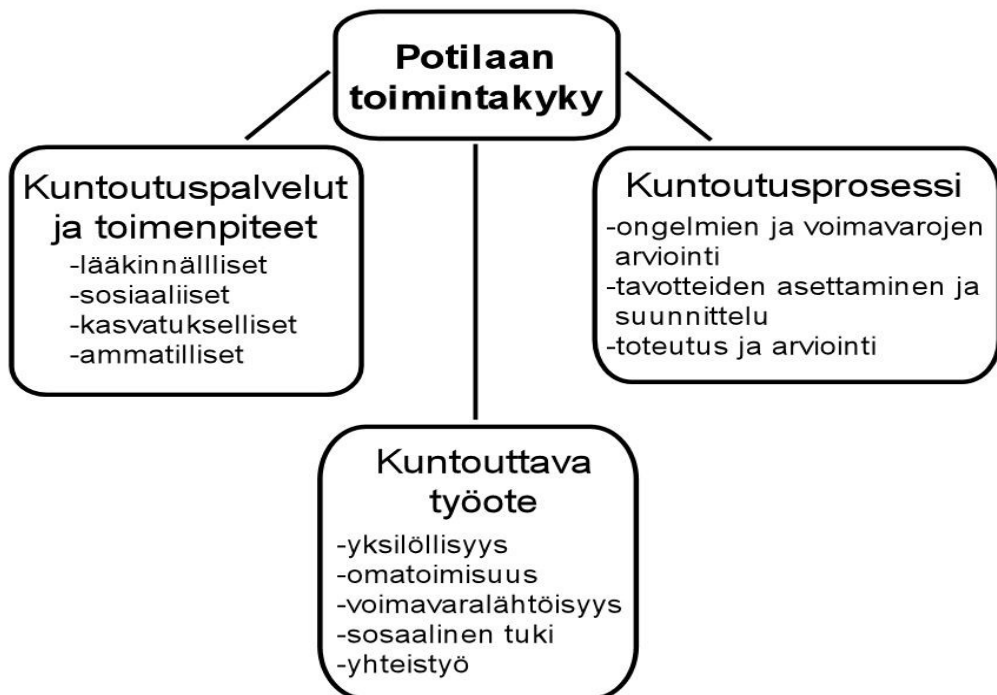 Potilaan
toimintakyky
Kuntoutuspalvelut
ja toimenpiteet
-lääkinnällliset
-sosiaaliiset
-kasvatukselliset
-ammatilliset
Kuntoutusprosessi
-ongelmien ja voimavarojen
arviointi
-tavotteiden asettaminen ja
suunnittelu
-toteutus ja arviointi
Kuntouttava
työote
-yksilöllisyys
-omatoimisuus
-voimavaralähtöisyys
-sosaalinen tuki
-yhteistyö